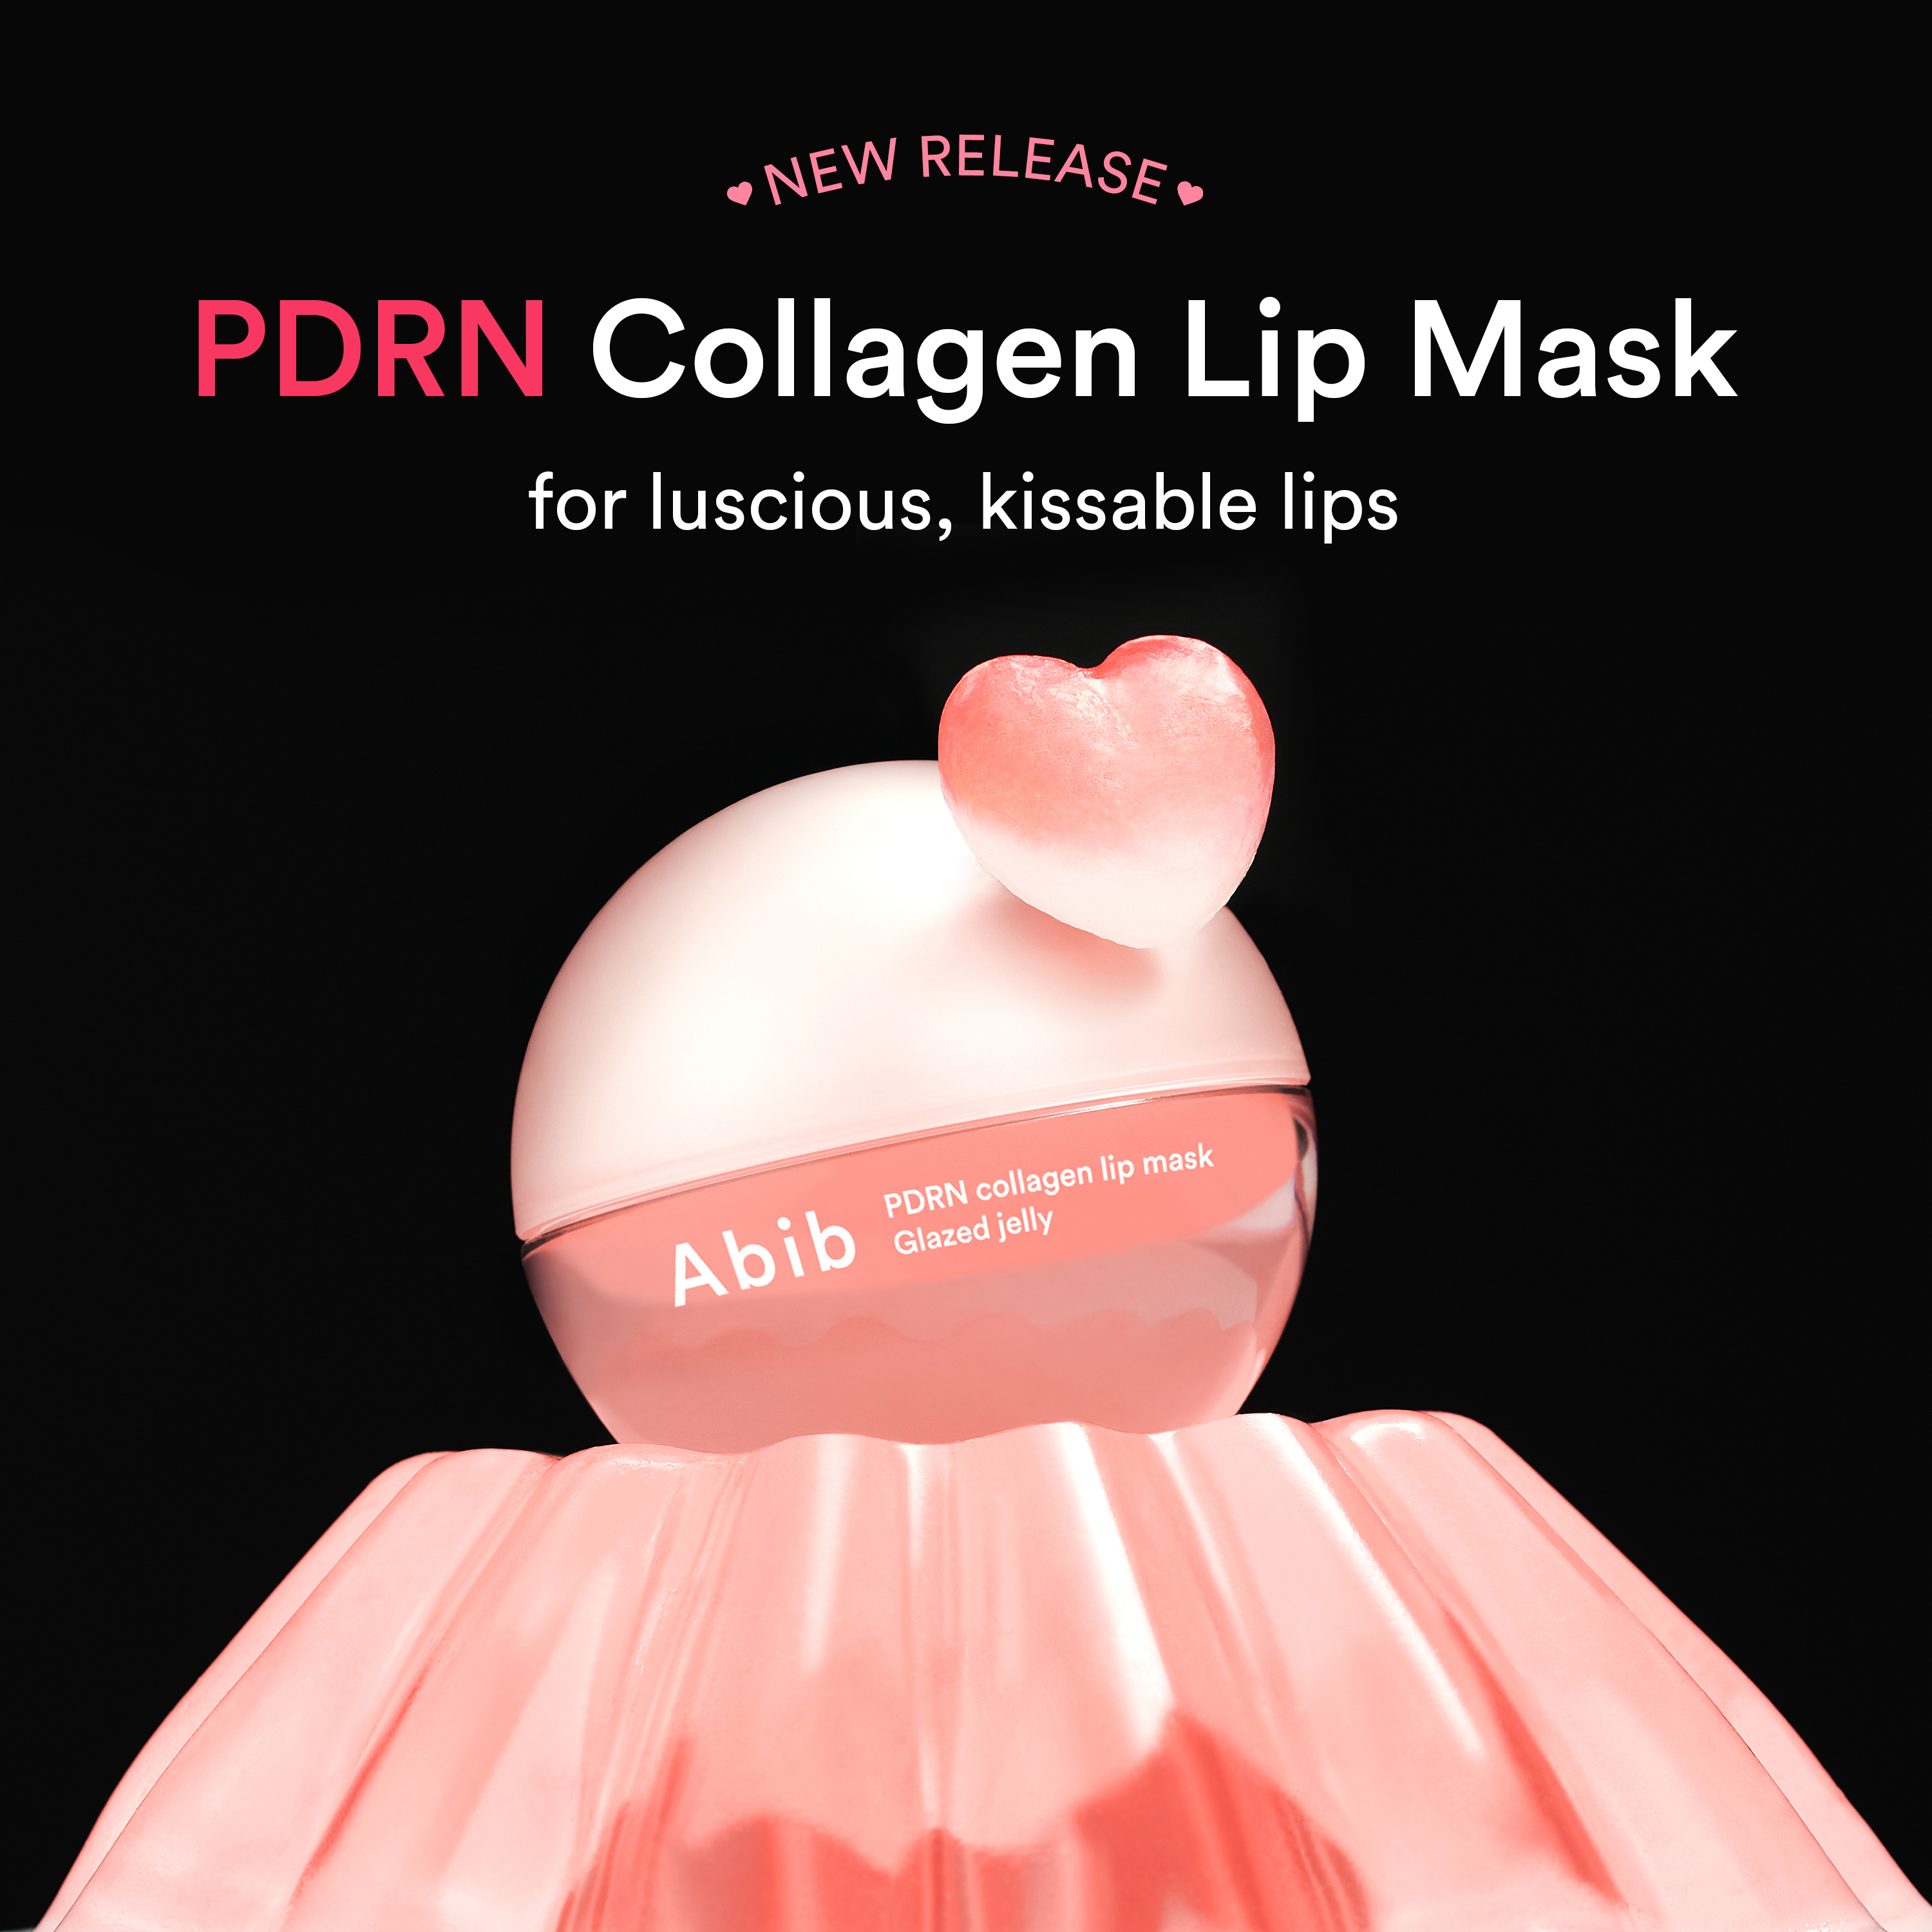 NEW RELEASE
PDRN Collagen Lip Mask
for luscious, kissable lips
Abib
PDRN collagen lip mask
Glazed jelly